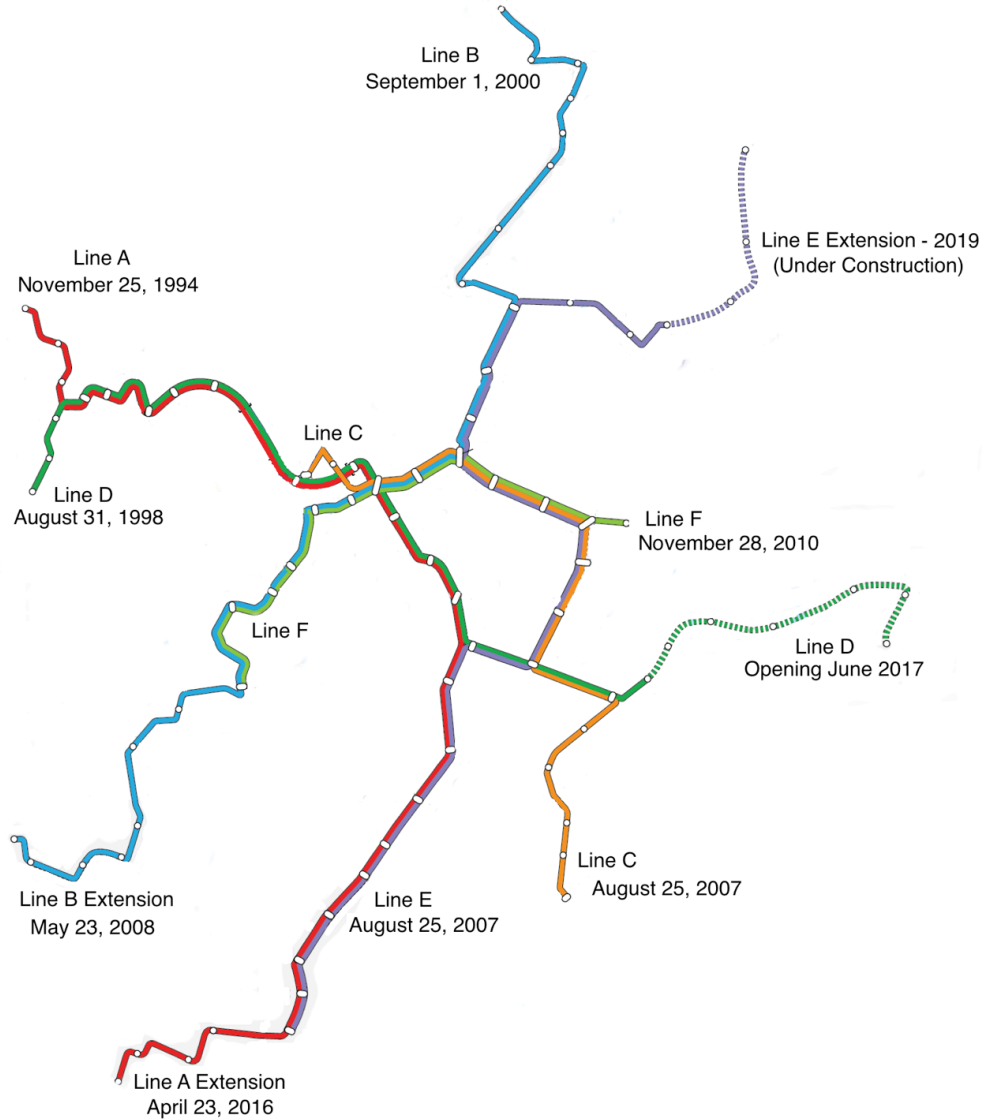 Line B
September 1, 2000
Line E Extension - 2019
(Under Construction)
Line A
November 25, 1994
Line C
Line D
August 31, 1998
Line F
November 28, 2010
Line F
Line D
Opening June 2017
Line C
August 25, 2007
Line B Extension
May 23, 2008
Line E
August 25, 2007
Line A Extension
April 23, 2016